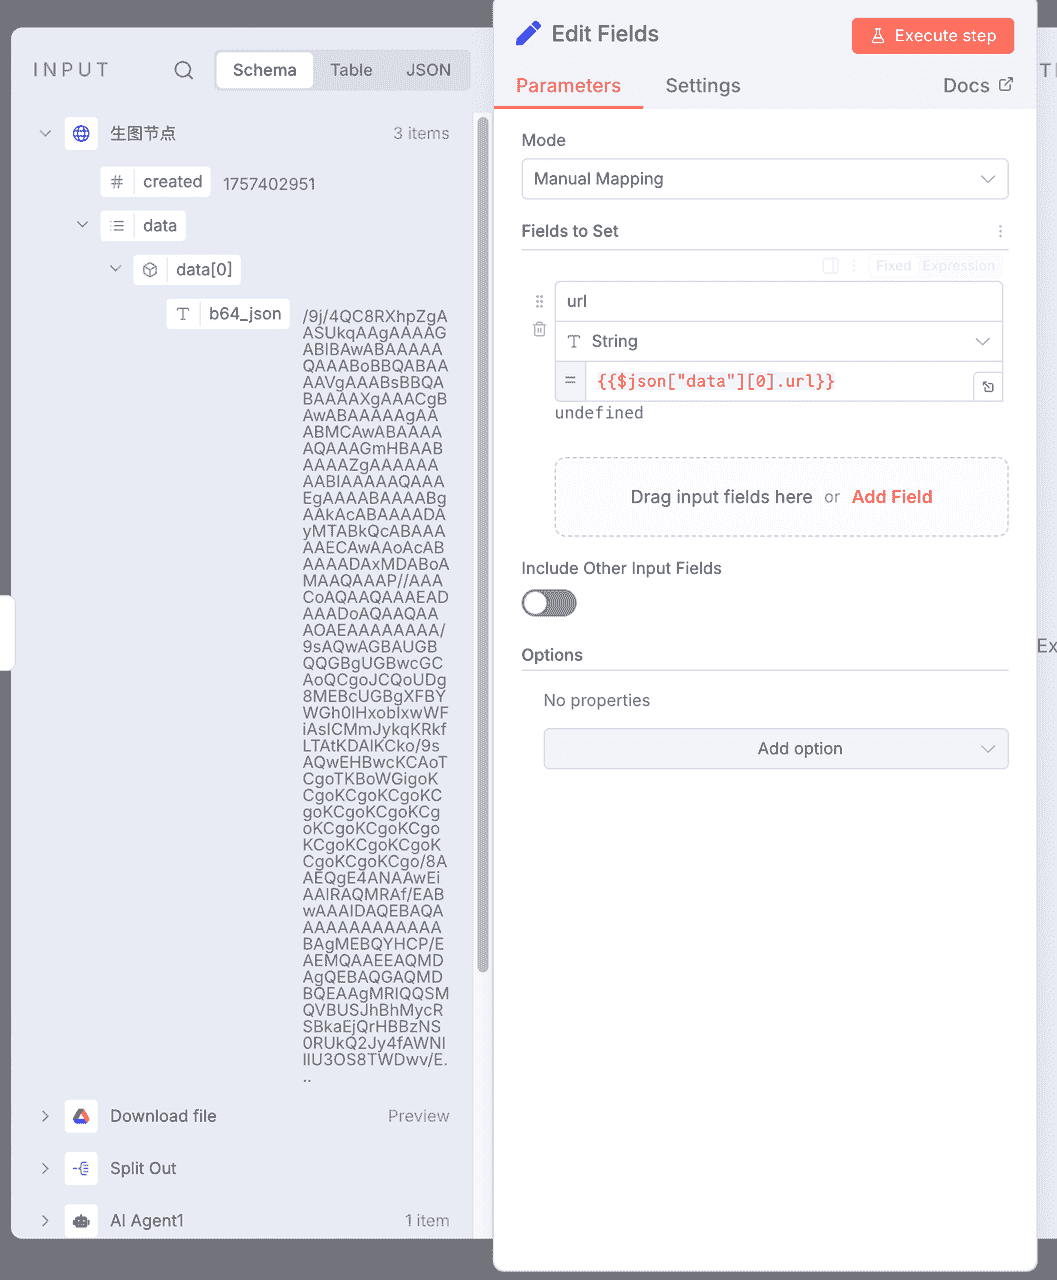 INPUT
Schema
Table
JSON
生图节点
3 items
# created
1757402951
data
data[0]
T b64_json
/9j/4QC8RXhpZgA
ASUkqAAgAAAAG
ABIBAwABAAAAA
QAAABoBBQABAA
AAVgAAABsBBQA
BAAAAXgAAACgB
AwABAAAAAgAA
ABMCAwABAAAA
AQAAAGmHBAAB
AAAAZgAAAAAA
AABIAAAAAQAAA
EgAAAABAAAABg
AAkAcABAAAADA
yMTABkQcABAAA
AAECAwAAoAcAB
AAAADAxMDABoA
MAAQAAAP//AAA
CoAQAAQAAAEAD
AAADoAQAAQAA
AOAEAAAAAAAA/
9sAQwAGBAUGB
QQGBgUGBwcGC
AoQCgoJCQoUDg
8MEBcUGBgXFBY
WGh0lHxobIxwWF
iAsICMmJykqKRkf
LTAtKDAlKCko/9s
AQwEHBwcKCAoT
CgoTKBoWGigoK
CgoKCgoKCgoKC
goKCgoKCgoKCg
oKCgoKCgoKCgo
KCgoKCgoKCgoK
CgoKCgoKCgo/8A
AEQgE4ANAAwEi
AAIRAQMRAf/EAB
wAAAIDAQEBAQA
AAAAAAAAAAAAA
BAgMEBQYHCP/E
AEMQAAEEAQMD
AgQEBAQGAQMD
BQEAAgMRIQQSM
QVBUSJhBhMycR
SBkaEjQrHBBzNS
0RUkQ2Jy4fAWNI
IlU3OS8TWDwv/E.
..
Download file
Preview
Split Out
AI Agent1
1 item
Edit Fields
Execute step
Parameters
Settings
Docs
Mode
Manual Mapping
Fields to Set
Fixed
Expression
url
T String
= {{$json["data"][0].url}}
undefined
Drag input fields here or Add Field
Include Other Input Fields
Options
No properties
Add option
Ex